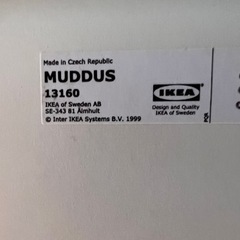 Made in Czech Republic
MUDDUS
13160
IKEA of Sweden AB
SE-343 81 Älmhult
© Inter IKEA Systems B.V. 1999
IKEA
Design and Quality
IKEA of Sweden
PQR